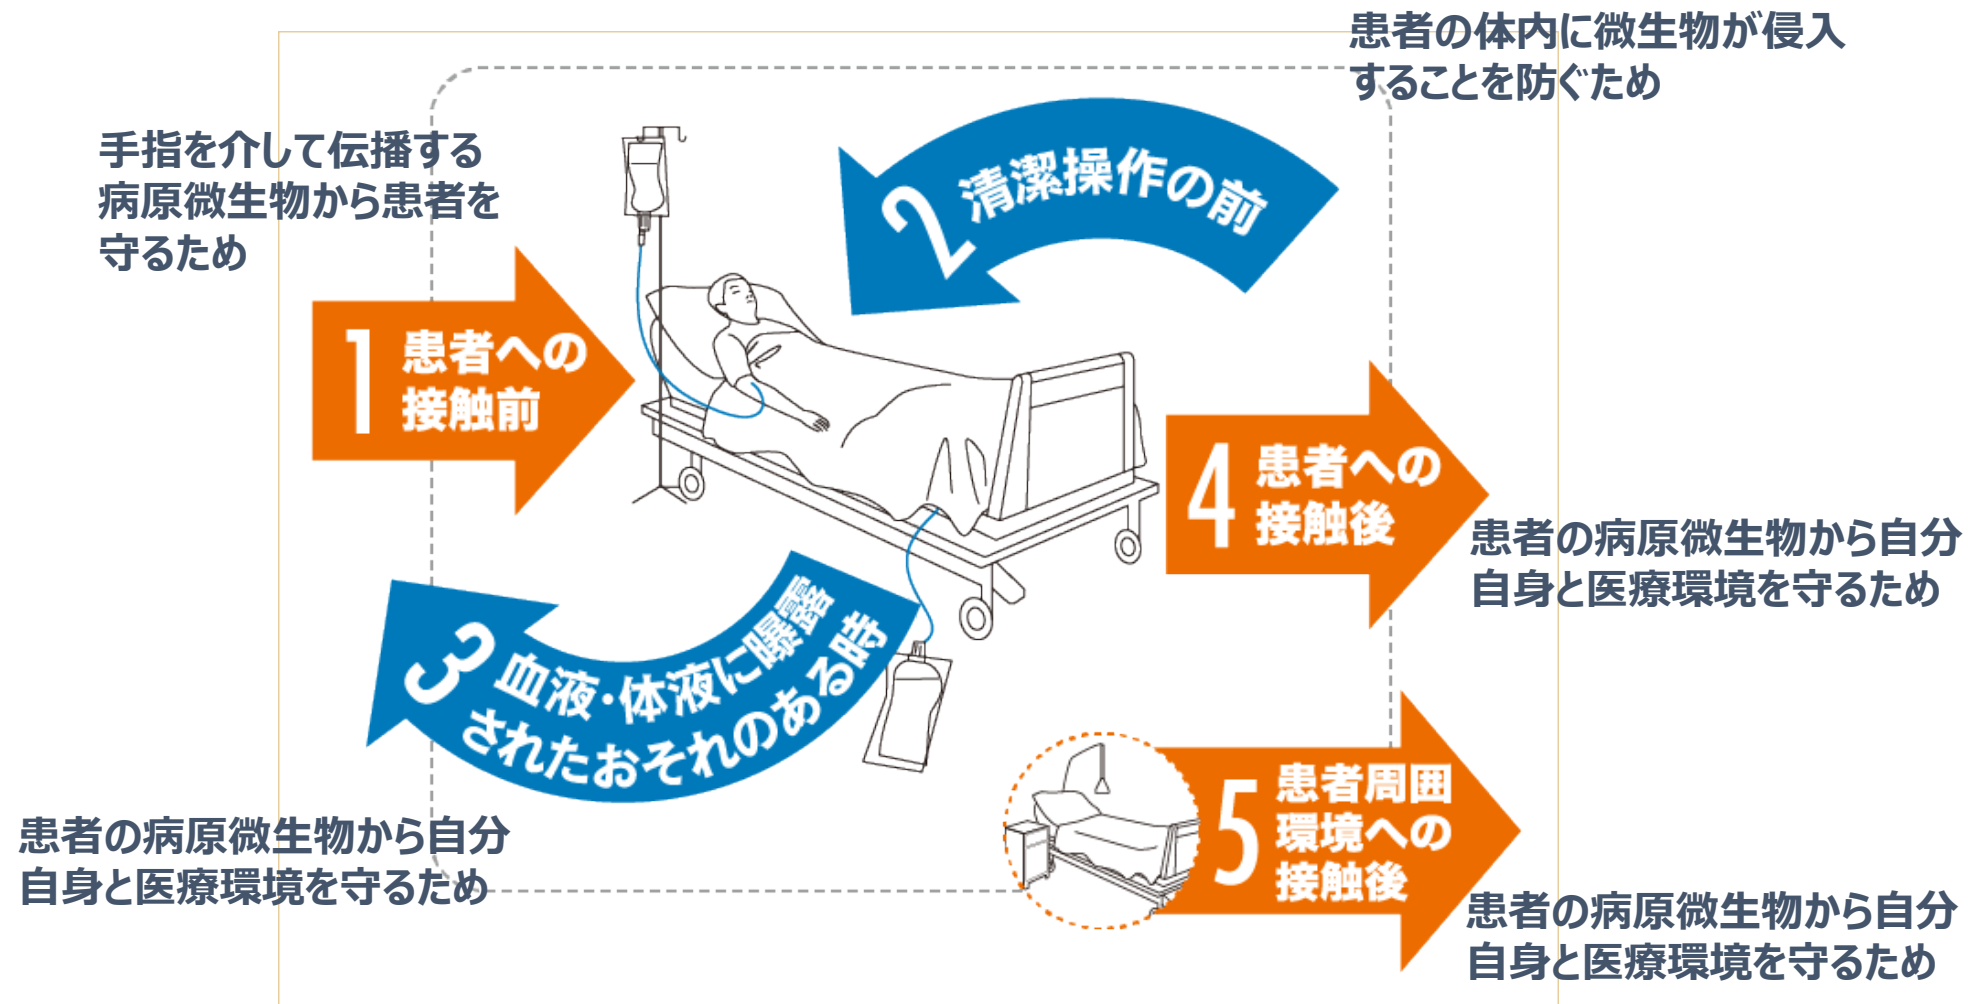 患者の体内に微生物が侵入
することを防ぐため
手指を介して伝播する
病原微生物から患者を
守るため
2 清潔操作の前
1 患者への
接触前
4 患者への
接触後
患者の病原微生物から自分
自身と医療環境を守るため
3 血液・体液に曝露
されたおそれのある時
患者の病原微生物から自分
自身と医療環境を守るため
5 患者周囲
環境への
接触後
患者の病原微生物から自分
自身と医療環境を守るため